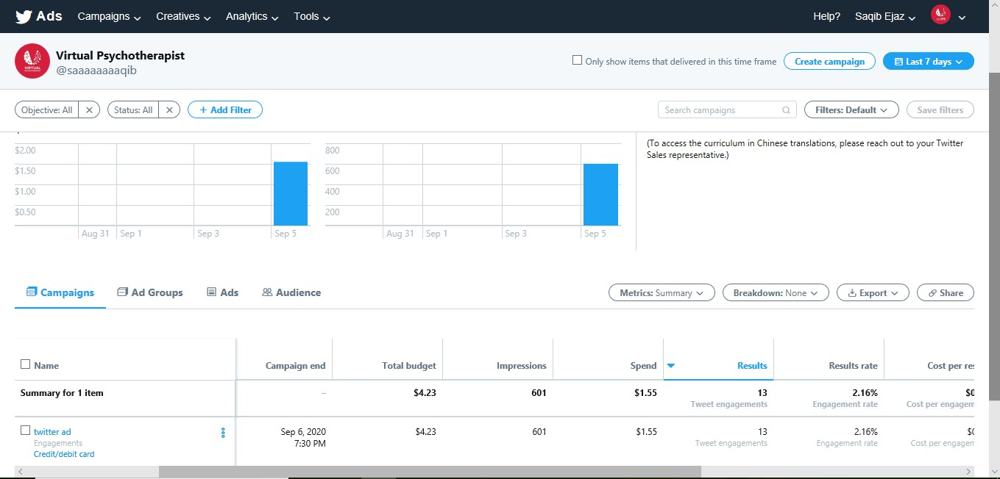 Ads Campaigns Creatives Analytics Tools Help? Saqib Ejaz
Virtual Psychotherapist
@saaaaaaaaqib
Only show items that delivered in this time frame Create campaign Last 7 days
Objective: All Status: All + Add Filter Search campaigns Filters: Default Save filters
(To access the curriculum in Chinese translations, please reach out to your Twitter
Sales representative.)
$2.00
$1.50
$1.00
$0.50
Aug 31 Sep 1 Sep 3 Sep 5
800
600
400
200
Aug 31 Sep 1 Sep 3 Sep 5
Campaigns Ad Groups Ads Audience Metrics: Summary Breakdown: None Export Share
Name Campaign end Total budget Impressions Spend Results Results rate Cost per res
Summary for 1 item – $4.23 601 $1.55 13 2.16% $0
Tweet engagements Engagement rate Cost per engagem
twitter ad Sep 6, 2020 $4.23 601 $1.55 13 2.16% $0
Engagements 7:30 PM Tweet engagements Engagement rate Cost per engagem
Credit/debit card